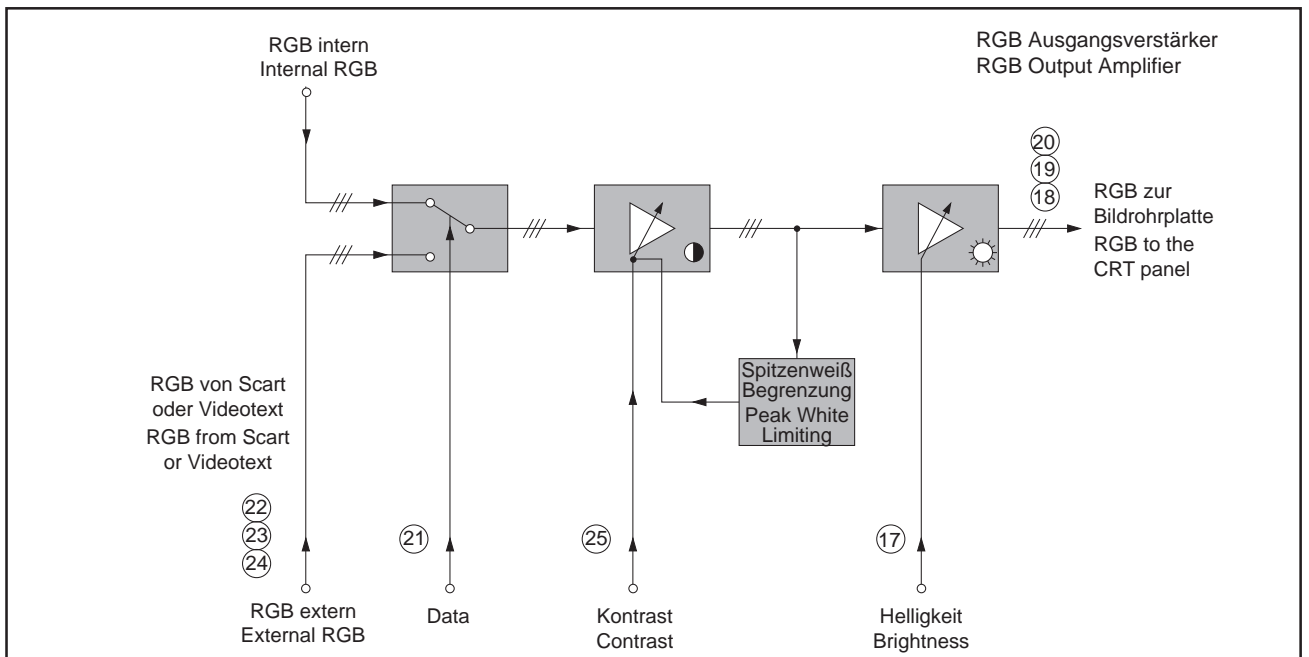 RGB intern
Internal RGB
RGB Ausgangsverstärker
RGB Output Amplifier
20
19
18
RGB zur
Bildrohrplatte
RGB to the
CRT panel
Spitzenweiß
Begrenzung
Peak White
Limiting
RGB von Scart
oder Videotext
RGB from Scart
or Videotext
22
23
24
21
25
17
RGB extern
External RGB
Data
Kontrast
Contrast
Helligkeit
Brightness